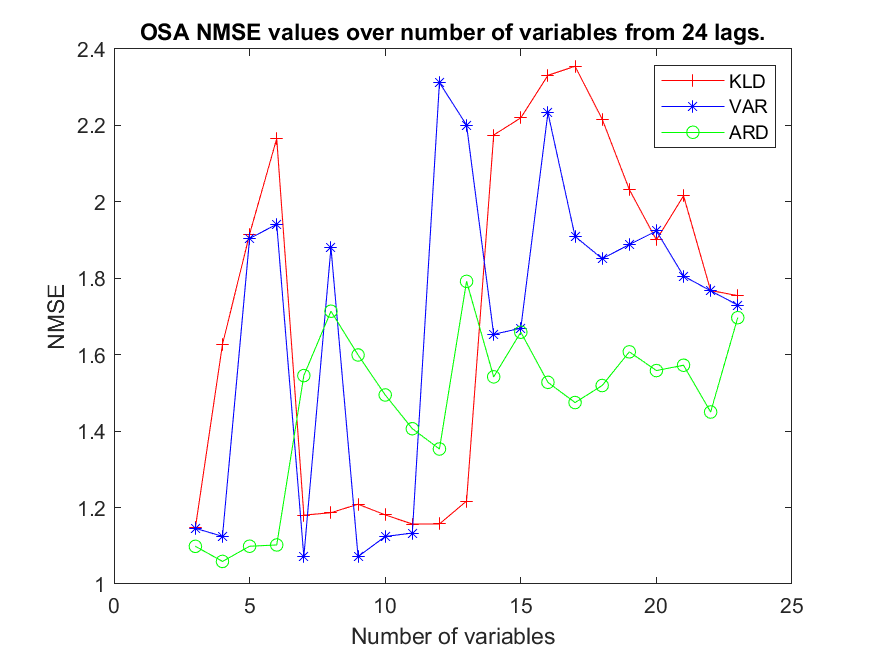 OSA NMSE values over number of variables from 24 lags.
2.4
2.2
2
1.8
1.6
1.4
1.2
1
NMSE
KLD
VAR
ARD
0
5
10
15
20
25
Number of variables